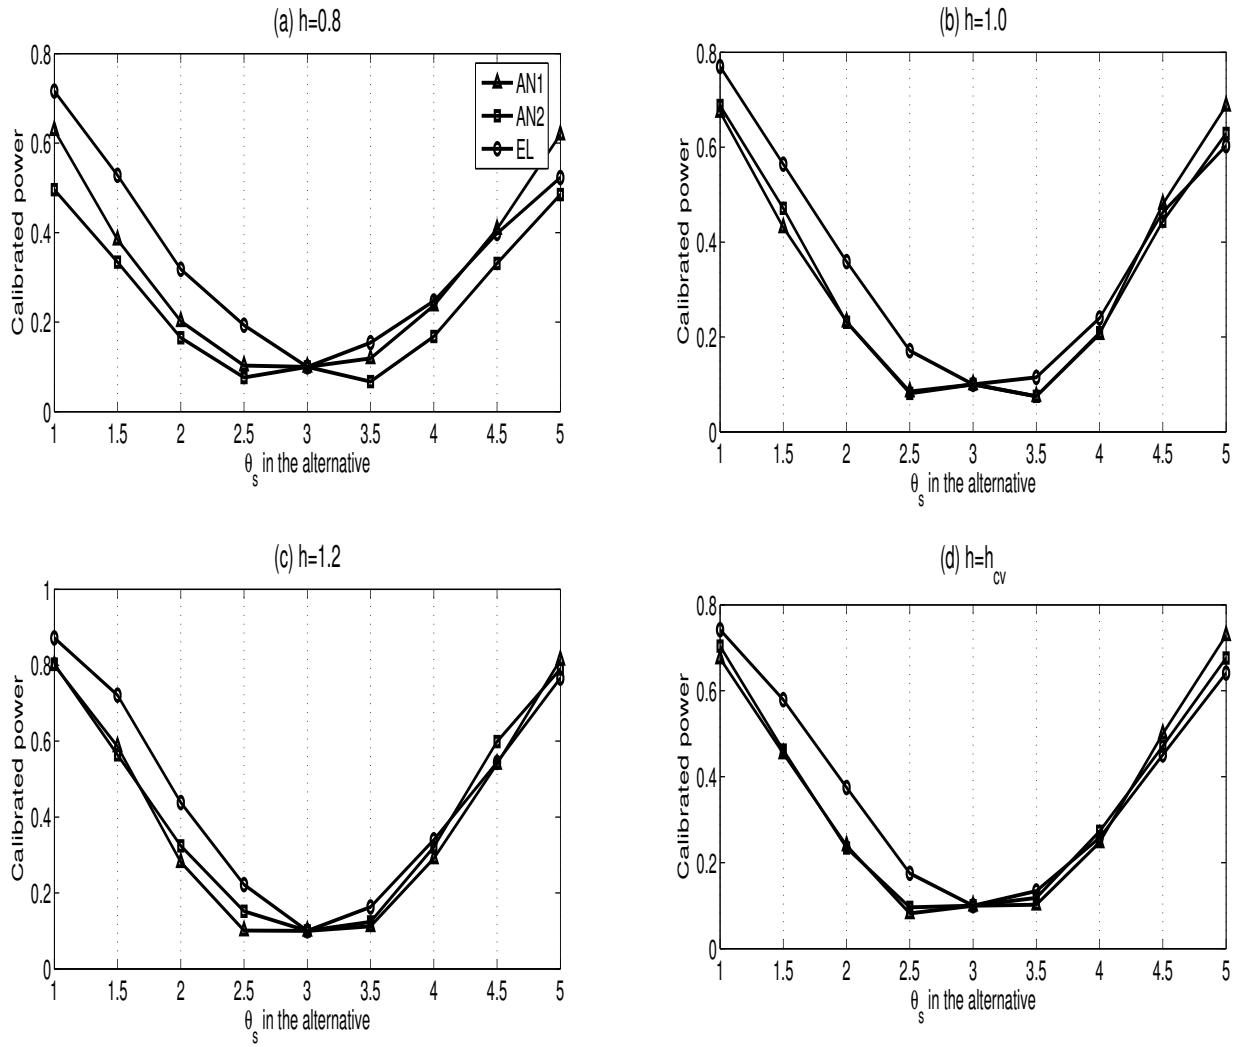 (a) h=0.8
0.8
0.6
0.4
0.2
0
Calibrated power
AN1
AN2
EL
1 1.5 2 2.5 3 3.5 4 4.5 5
θs in the alternative
(b) h=1.0
0.8
0.6
0.4
0.2
0
Calibrated power
1 1.5 2 2.5 3 3.5 4 4.5 5
θs in the alternative
(c) h=1.2
1
0.8
0.6
0.4
0.2
0
Calibrated power
1 1.5 2 2.5 3 3.5 4 4.5 5
θs in the alternative
(d) h=hcv
0.8
0.6
0.4
0.2
0
Calibrated power
1 1.5 2 2.5 3 3.5 4 4.5 5
θs in the alternative